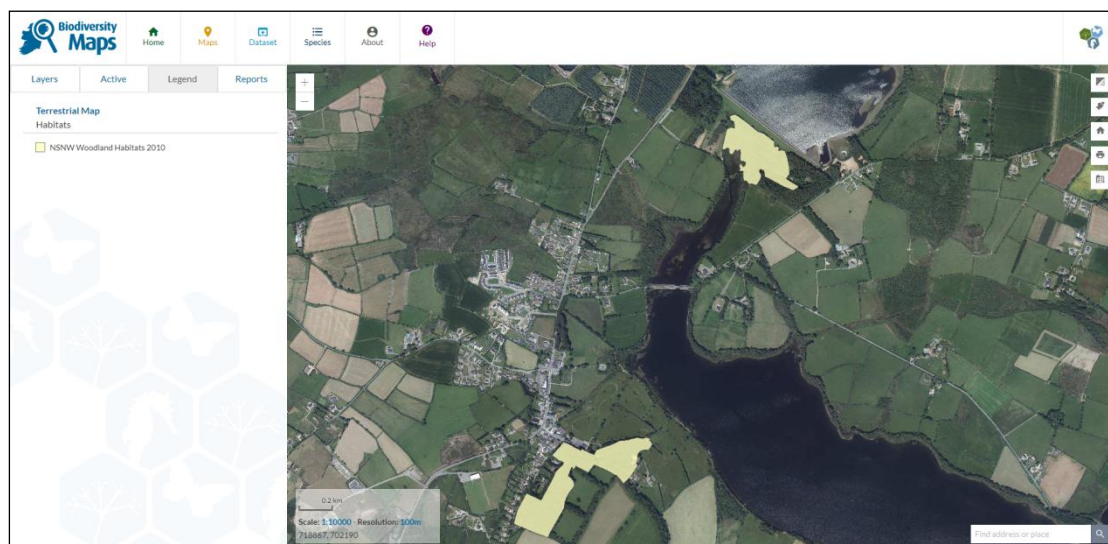 Biodiversity
Maps
Home
Maps
Dataset
Species
About
Help
Layers
Active
Legend
Reports
Terrestrial Map
Habitats
NSNW Woodland Habitats 2010
+
−
0.2 km
Scale: 1:10000 - Resolution: 100m
718867, 702190
Find address or place